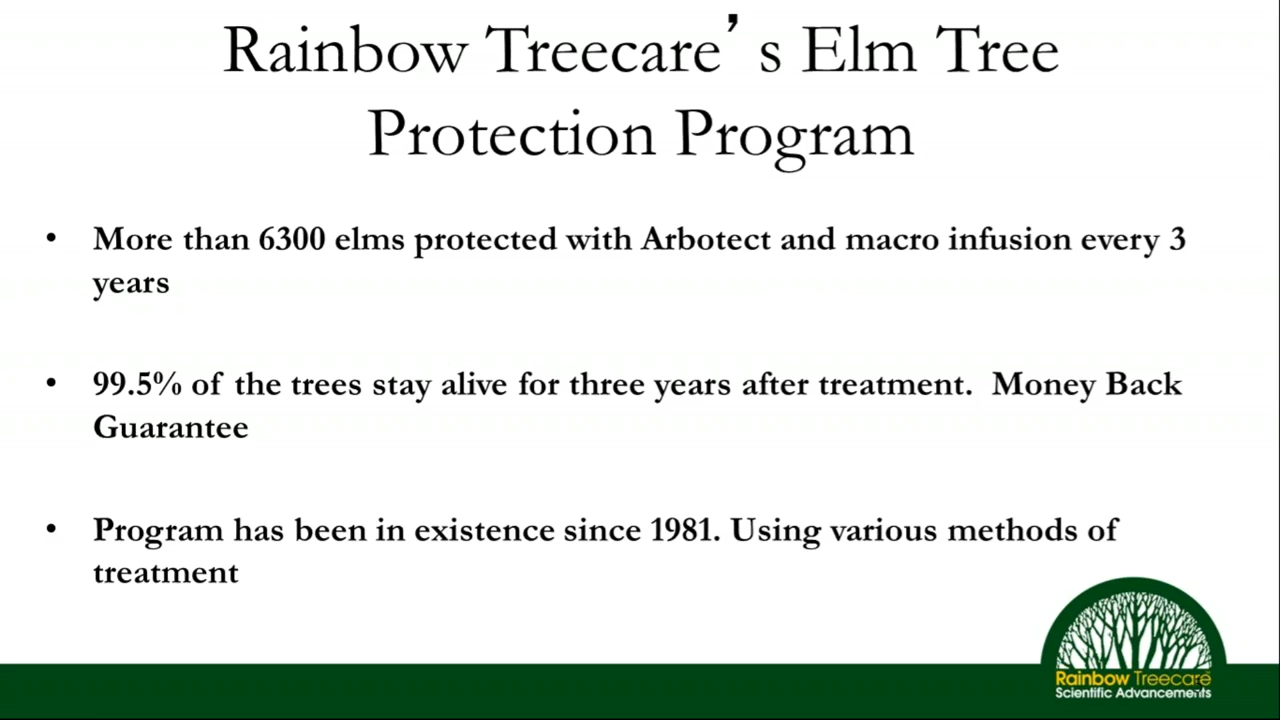 Rainbow Treecare’s Elm Tree
Protection Program
• More than 6300 elms protected with Arbotect and macro infusion every 3
years
• 99.5% of the trees stay alive for three years after treatment. Money Back
Guarantee
• Program has been in existence since 1981. Using various methods of
treatment
Rainbow Treecare
Scientific Advancements